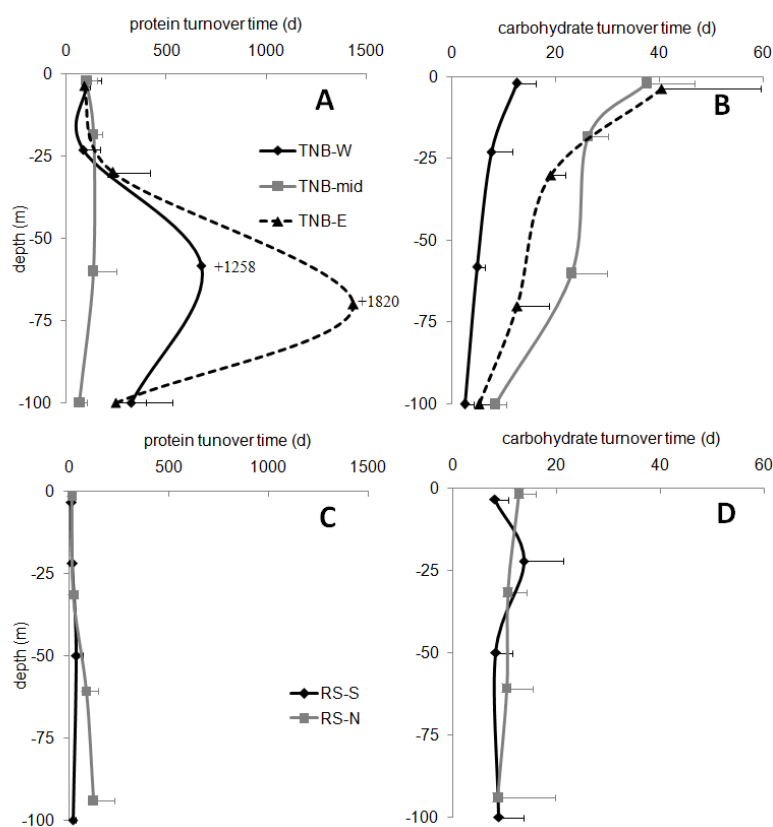 protein turnover time (d)
0 500 1000 1500
0
-25
-50
-75
-100
depth (m)
A
TNB-W
TNB-mid
TNB-E
+1258
+1820
carbohydrate turnover time (d)
0 20 40 60
0
-25
-50
-75
-100
B
protein turnover time (d)
0 500 1000 1500
0
-25
-50
-75
-100
depth (m)
C
RS-S
RS-N
carbohydrate turnover time (d)
0 20 40 60
0
-25
-50
-75
-100
D